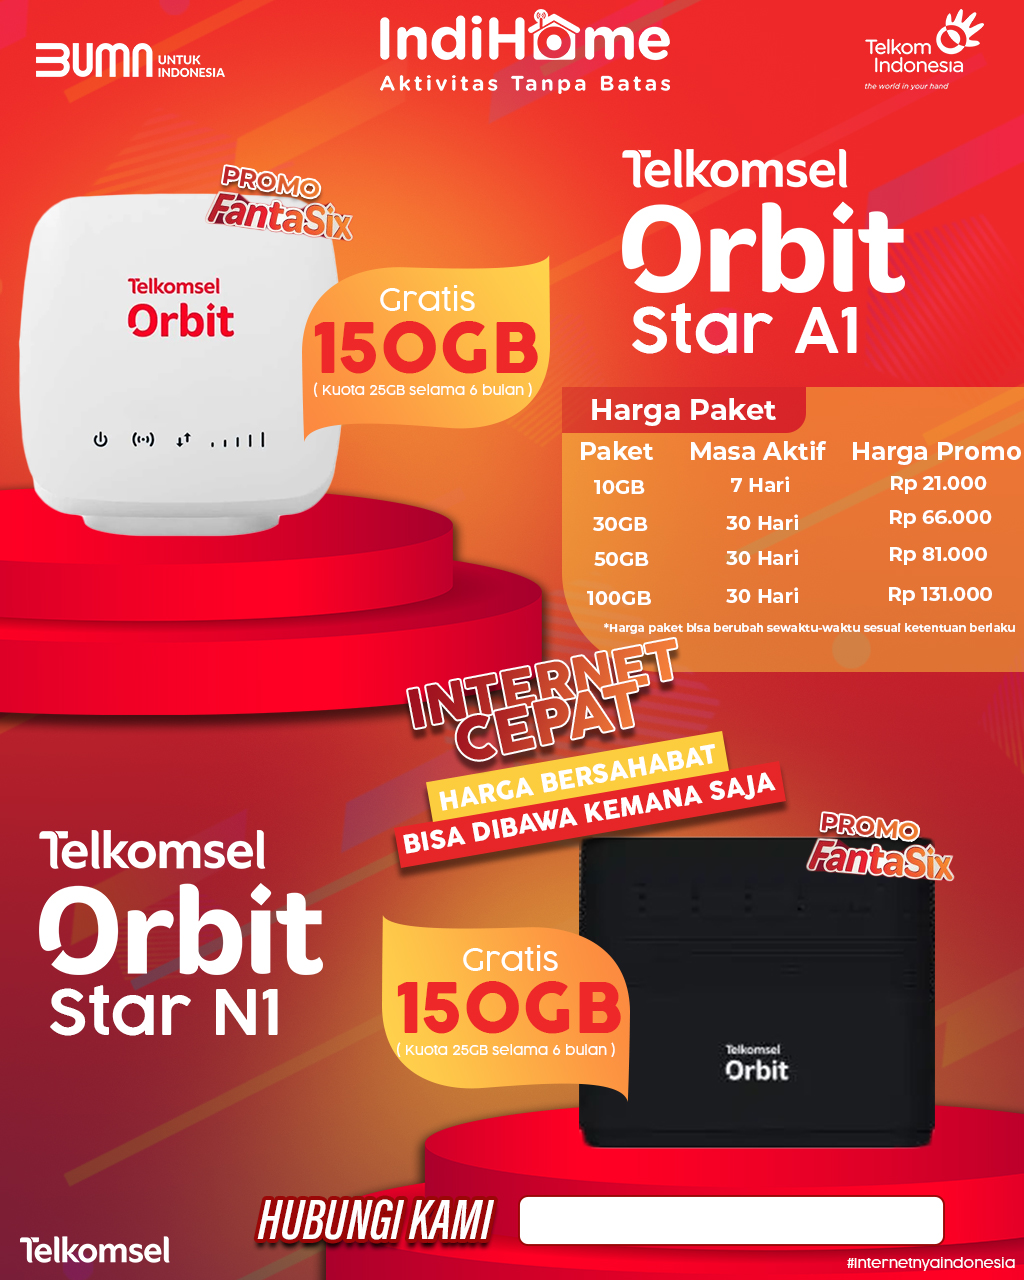 BUMN UNTUK
INDONESIA
IndiHome
Aktivitas Tanpa Batas
Telkom
Indonesia
the world in your hand
PROMO
FantaSix
Telkomsel
Orbit
Gratis
150GB
( Kuota 25GB selama 6 bulan )
Telkomsel
Orbit
Star A1
Harga Paket
Paket Masa Aktif Harga Promo
10GB 7 Hari Rp 21.000
30GB 30 Hari Rp 66.000
50GB 30 Hari Rp 81.000
100GB 30 Hari Rp 131.000
*Harga paket bisa berubah sewaktu-waktu sesuai ketentuan berlaku
INTERNET
CEPAT
HARGA BERSAHABAT
BISA DIBAWA KEMANA SAJA
Telkomsel
Orbit
Star N1
PROMO
FantaSix
Gratis
150GB
( Kuota 25GB selama 6 bulan )
Telkomsel
Orbit
HUBUNGI KAMI
Telkomsel
#internetnyaindonesia